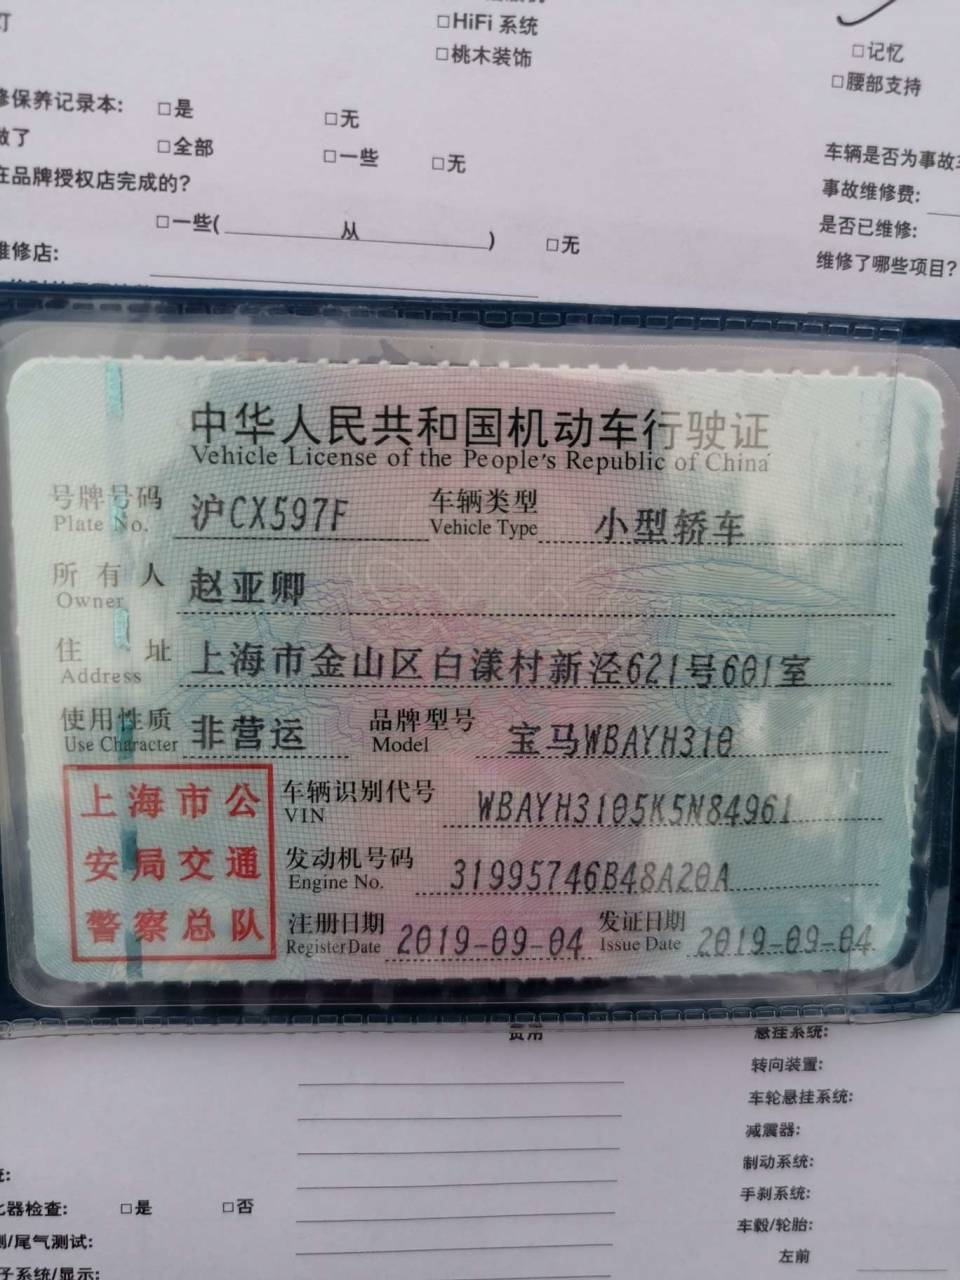 □HiFi 系统
□桃木装饰
□记忆
□腰部支持
修保养记录本: □是 □无
做了 □全部 □一些 □无
在品牌授权店完成的?
□一些( 从 ) □无
维修店:
车辆是否为事故车
事故维修费:
是否已维修:
维修了哪些项目?
中华人民共和国机动车行驶证
Vehicle License of the People's Republic of China
号牌号码 沪CX597F 车辆类型 小型轿车
Plate No. Vehicle Type
所有人 赵亚卿
Owner
住址 上海市金山区白漾村新泾621号601室
Address
使用性质 非营运 品牌型号 宝马WBAYH310
Use Character Model
上海市公
安局交通
警察总队
车辆识别代号 WBAYH3105K5N84961
VIN
发动机号码 31995746B48A20A
Engine No.
注册日期 2019-09-04 发证日期 2019-09-04
Register Date Issue Date
费用
悬挂系统:
转向装置:
车轮悬挂系统:
减震器:
制动系统:
手刹系统:
车毂/轮胎:
左前
器检查: □是 □否
测/尾气测试:
子系统/显示: